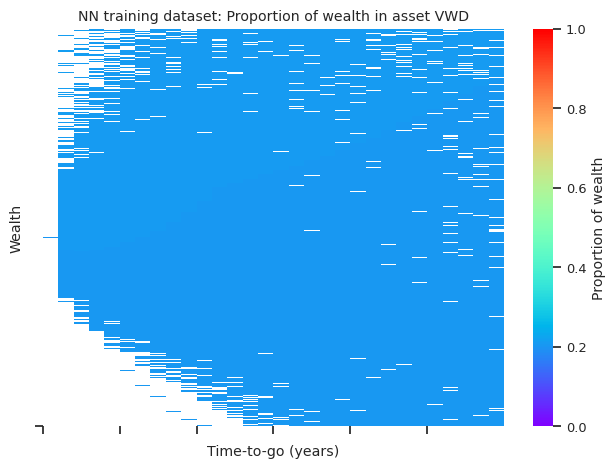 NN training dataset: Proportion of wealth in asset VWD
Wealth
Time-to-go (years)
1.0
0.8
0.6
0.4
0.2
0.0
Proportion of wealth